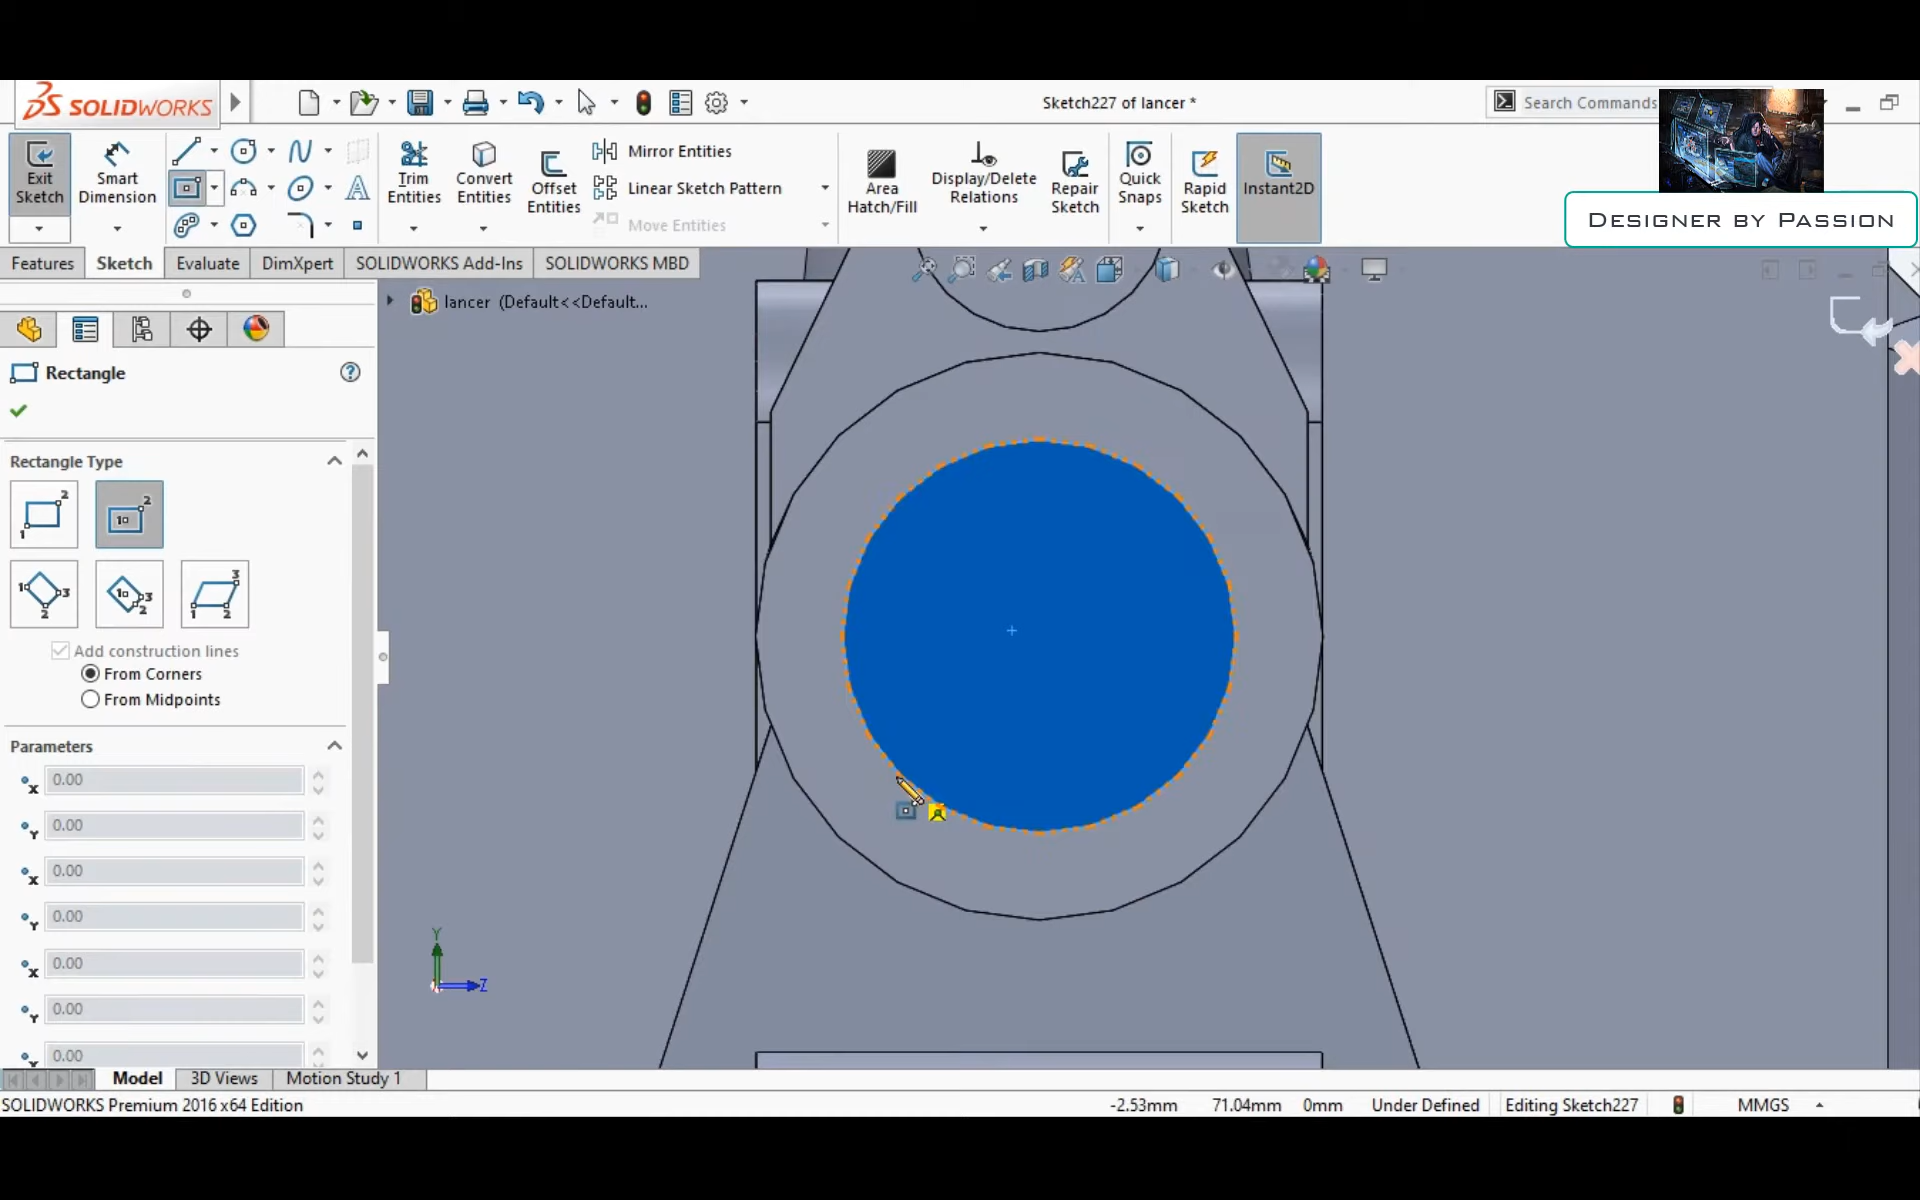 SOLIDWORKS
Sketch227 of lancer *
Search Commands
Exit Sketch
Smart Dimension
Trim Entities
Convert Entities
Offset Entities
Mirror Entities
Linear Sketch Pattern
Move Entities
Area Hatch/Fill
Display/Delete Relations
Repair Sketch
Quick Snaps
Rapid Sketch
Instant2D
Designer by Passion
Features
Sketch
Evaluate
DimXpert
SOLIDWORKS Add-Ins
SOLIDWORKS MBD
lancer (Default<<Default...
Rectangle
Rectangle Type
Add construction lines
From Corners
From Midpoints
Parameters
X 0.00
Y 0.00
X 0.00
Y 0.00
X 0.00
Y 0.00
0.00
Y
Z
Model
3D Views
Motion Study 1
SOLIDWORKS Premium 2016 x64 Edition
-2.53mm
71.04mm
0mm
Under Defined
Editing Sketch227
MMGS